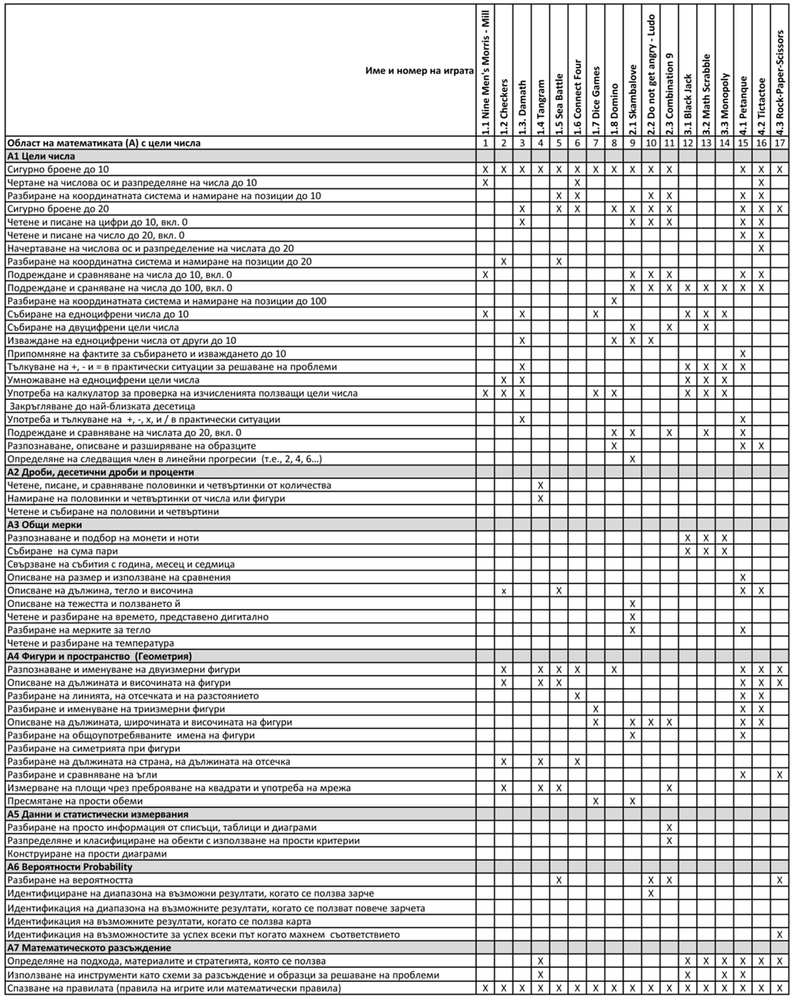 Име и номер на играта
1.1 Nine Men's Morris - Mill
1.2 Checkers
1.3. Damath
1.4 Tangram
1.5 Sea Battle
1.6 Connect Four
1.7 Dice Games
1.8 Domino
2.1 Skambalove
2.2 Do not get angry - Ludo
2.3 Combination 9
3.1 Black Jack
3.2 Math Scrabble
3.3 Monopoly
4.1 Petanque
4.2 Tictactoe
4.3 Rock-Paper-Scissors
Област на математиката (A) с цели числа 1 2 3 4 5 6 7 8 9 10 11 12 13 14 15 16 17
A1 Цели числа
Сигурно броене до 10 X X X X X X X X X X X X X X
Чертане на числова ос и разпределяне на числа до 10 X X X
Разбиране на координатната система и намиране на позиции до 10 X X X X X X
Сигурно броене до 20 X X X X X X X X X X
Четене и писане на цифри до 10, вкл. 0 X X X X X X
Четене и писане на число до 20, вкл. 0 X X
Начертаване на числова ос и разпределение на числата до 20 X
Разбиране на координатна система и намиране на позиции до 20 X X
Подреждане и сравняване на числа до 10, вкл. 0 X X X X X X
Подреждане и сраняване на числа до 100, вкл. 0 X X X X X X X X
Разбиране на координатната система и намиране на позиции до 100 X
Събиране на едноцифрени числа до 10 X X X X X X
Събиране на двуцифрени цели числа X X X
Изваждане на едноцифрени числа от други до 10 X X X X
Припомняне на фактите за събирането и изваждането до 10 X
Тълкуване на +, - и = в практически ситуации за решаване на проблеми X X X X X
Умножаване на едноцифрени цели числа X X X X X
Употреба на калкулатор за проверка на изчисленията ползващи цели числа X X X X X X X X
Закръгляване до най-близката десетица
Употреба и тълкуване на +, -, x, и / в практически ситуации X X
Подреждане и сравняване на числата до 20, вкл. 0 X X X X X
Разпознаване, описване и разширяване на образците X X X
Определяне на следващия член в линейни прогресии (т.е., 2, 4, 6…) X
A2 Дроби, десетични дроби и проценти
Четене, писане, и сравняване половинки и четвъртинки от количества X
Намиране на половинки и четвъртинки от числа или фигури X
Четене и събиране на половини и четвъртини
A3 Общи мерки
Разпознаване и подбор на монети и ноти X X X
Събиране на сума пари X X X
Свързване на събития с година, месец и седмица
Описване на размер и използване на сравнения X
Описване на дължина, тегло и височина x X X X
Описване на тежестта и ползването й X
Четене и разбиране на времето, представено дигитално X
Разбиране на мерките за тегло X X
Четене и разбиране на температура
A4 Фигури и пространство (Геометрия)
Разпознаване и именуване на двуизмерни фигури X X X X X X X X
Описване на дължината и височината на фигури X X X X X X
Разбиране на линията, на отсечката и на разстоянието X X X
Разбиране и именуване на триизмерни фигури X X X
Описване на дължината, широчината и височината на фигури X X X X X X
Разбиране на общоупотребяваните имена на фигури X X
Разбиране на симетрията при фигури
Разбиране на дължината на страна, на дължината на отсечка X X X
Разбиране и сравняване на ъгли X X
Измерване на площи чрез преброяване на квадрати и употреба на мрежа X X X X
Пресмятане на прости обеми X X
A5 Данни и статистически измервания
Разбиране на просто информация от списъци, таблици и диаграми X
Разпределяне и класифициране на обекти с използване на прости критерии X
Конструиране на прости диаграми
A6 Вероятности Probability
Разбиране на вероятността X X X X
Идентифициране на диапазона на възможни резултати, когато се ползва зарче X
Идентификация на диапазона на възможните резултати, когато се ползват повече зарчета
Идентификация на възможните резултати, когато се ползва карта
Идентификация на възможностите за успех всеки път когато махнем съответствието X
A7 Математическото разсъждение
Определяне на подхода, материалите и стратегията, която се ползва X X X X X X X
Използване на инструменти като схеми за разсъждение и образци за решаване на проблеми X X X X
Спазване на правилата (правила на игрите или математически правила) X X X X X X X X X X X X X X X X X